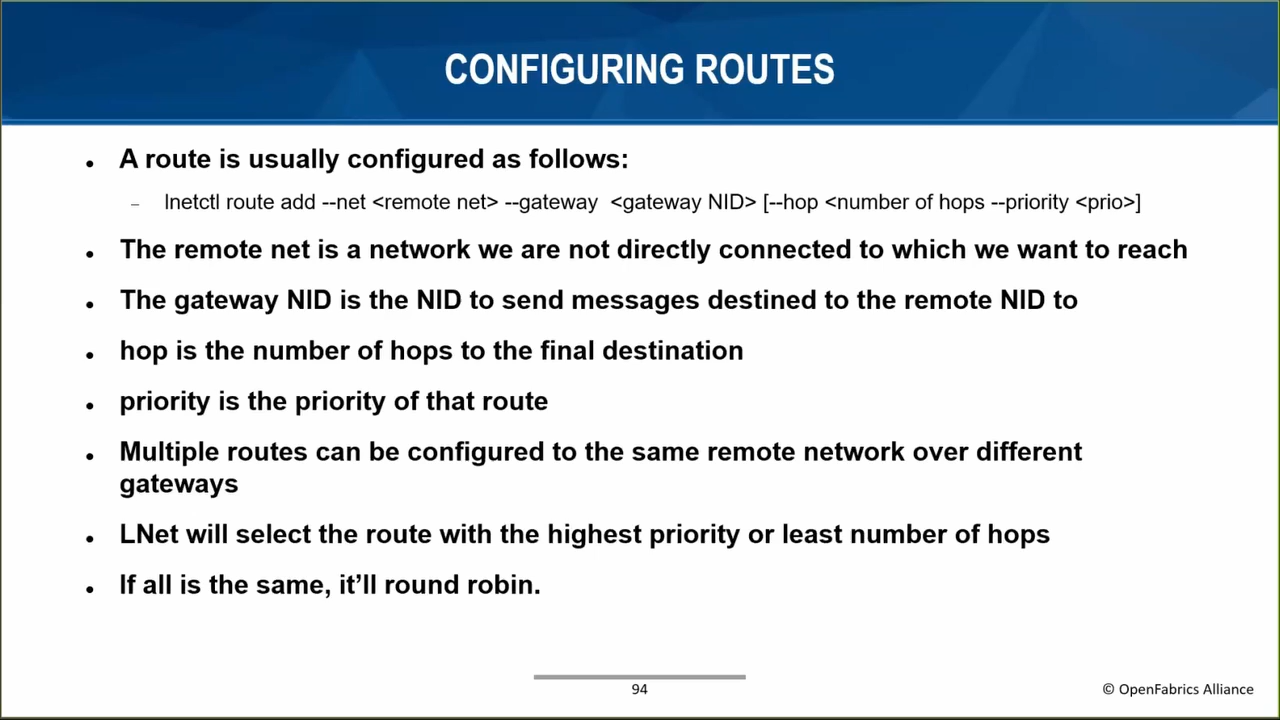 CONFIGURING ROUTES
• A route is usually configured as follows:
– lnetctl route add --net <remote net> --gateway <gateway NID> [--hop <number of hops --priority <prio>]
• The remote net is a network we are not directly connected to which we want to reach
• The gateway NID is the NID to send messages destined to the remote NID to
• hop is the number of hops to the final destination
• priority is the priority of that route
• Multiple routes can be configured to the same remote network over different
gateways
• LNet will select the route with the highest priority or least number of hops
• If all is the same, it’ll round robin.
94
© OpenFabrics Alliance